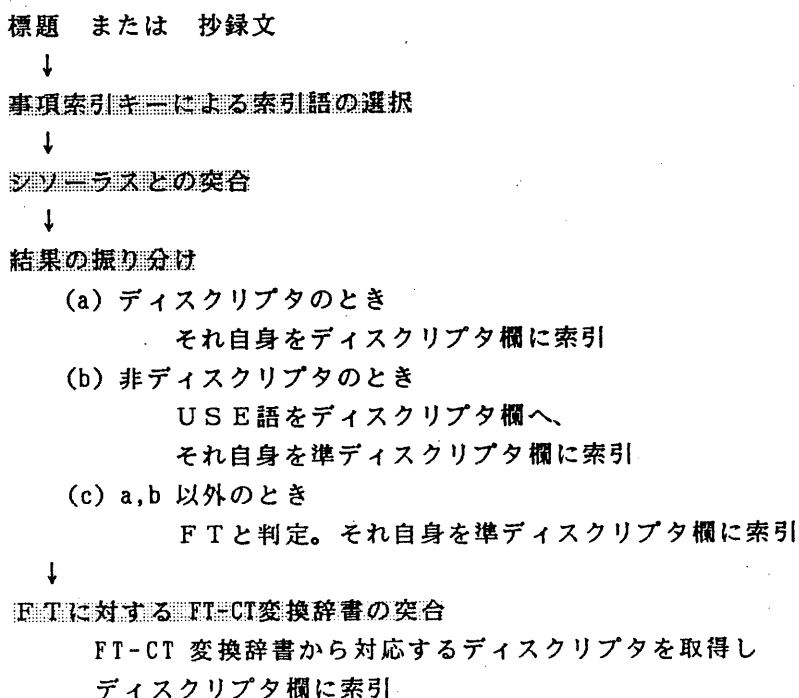 標題　または　抄録文
↓
事項索引キーによる索引語の選択
↓
シソーラスとの突合
↓
結果の振り分け
(a) ディスクリプタのとき
それ自身をディスクリプタ欄に索引
(b) 非ディスクリプタのとき
ＵＳＥ語をディスクリプタ欄へ、
それ自身を準ディスクリプタ欄に索引
(c) a,b 以外のとき
ＦＴと判定。それ自身を準ディスクリプタ欄に索引
↓
ＦＴに対する FT-CT変換辞書の突合
FT-CT 変換辞書から対応するディスクリプタを取得し
ディスクリプタ欄に索引